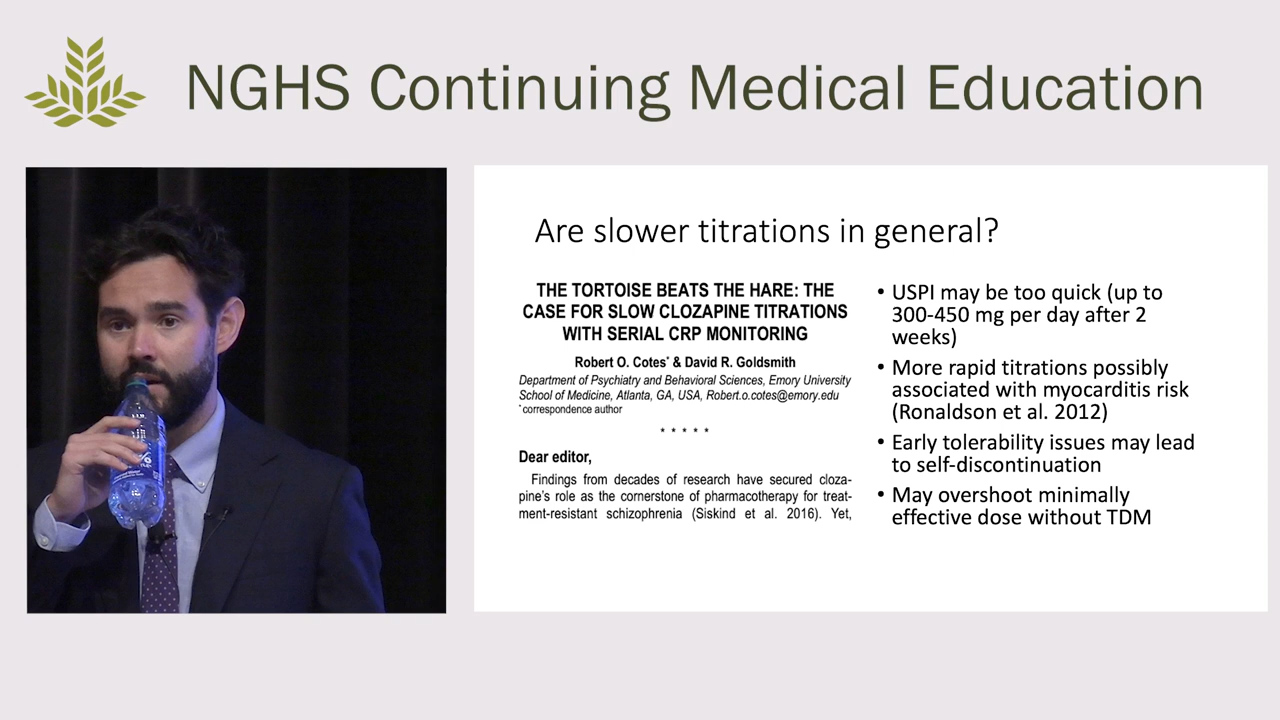 NGHS Continuing Medical Education
Are slower titrations in general?
THE TORTOISE BEATS THE HARE: THE
CASE FOR SLOW CLOZAPINE TITRATIONS
WITH SERIAL CRP MONITORING
Robert O. Cotes* & David R. Goldsmith
Department of Psychiatry and Behavioral Sciences, Emory University
School of Medicine, Atlanta, GA, USA, Robert.o.cotes@emory.edu
* correspondence author
* * * * *
Dear editor,
Findings from decades of research have secured cloza-
pine's role as the cornerstone of pharmacotherapy for treat-
ment-resistant schizophrenia (Siskind et al. 2016). Yet,
• USPI may be too quick (up to
300-450 mg per day after 2
weeks)
• More rapid titrations possibly
associated with myocarditis risk
(Ronaldson et al. 2012)
• Early tolerability issues may lead
to self-discontinuation
• May overshoot minimally
effective dose without TDM